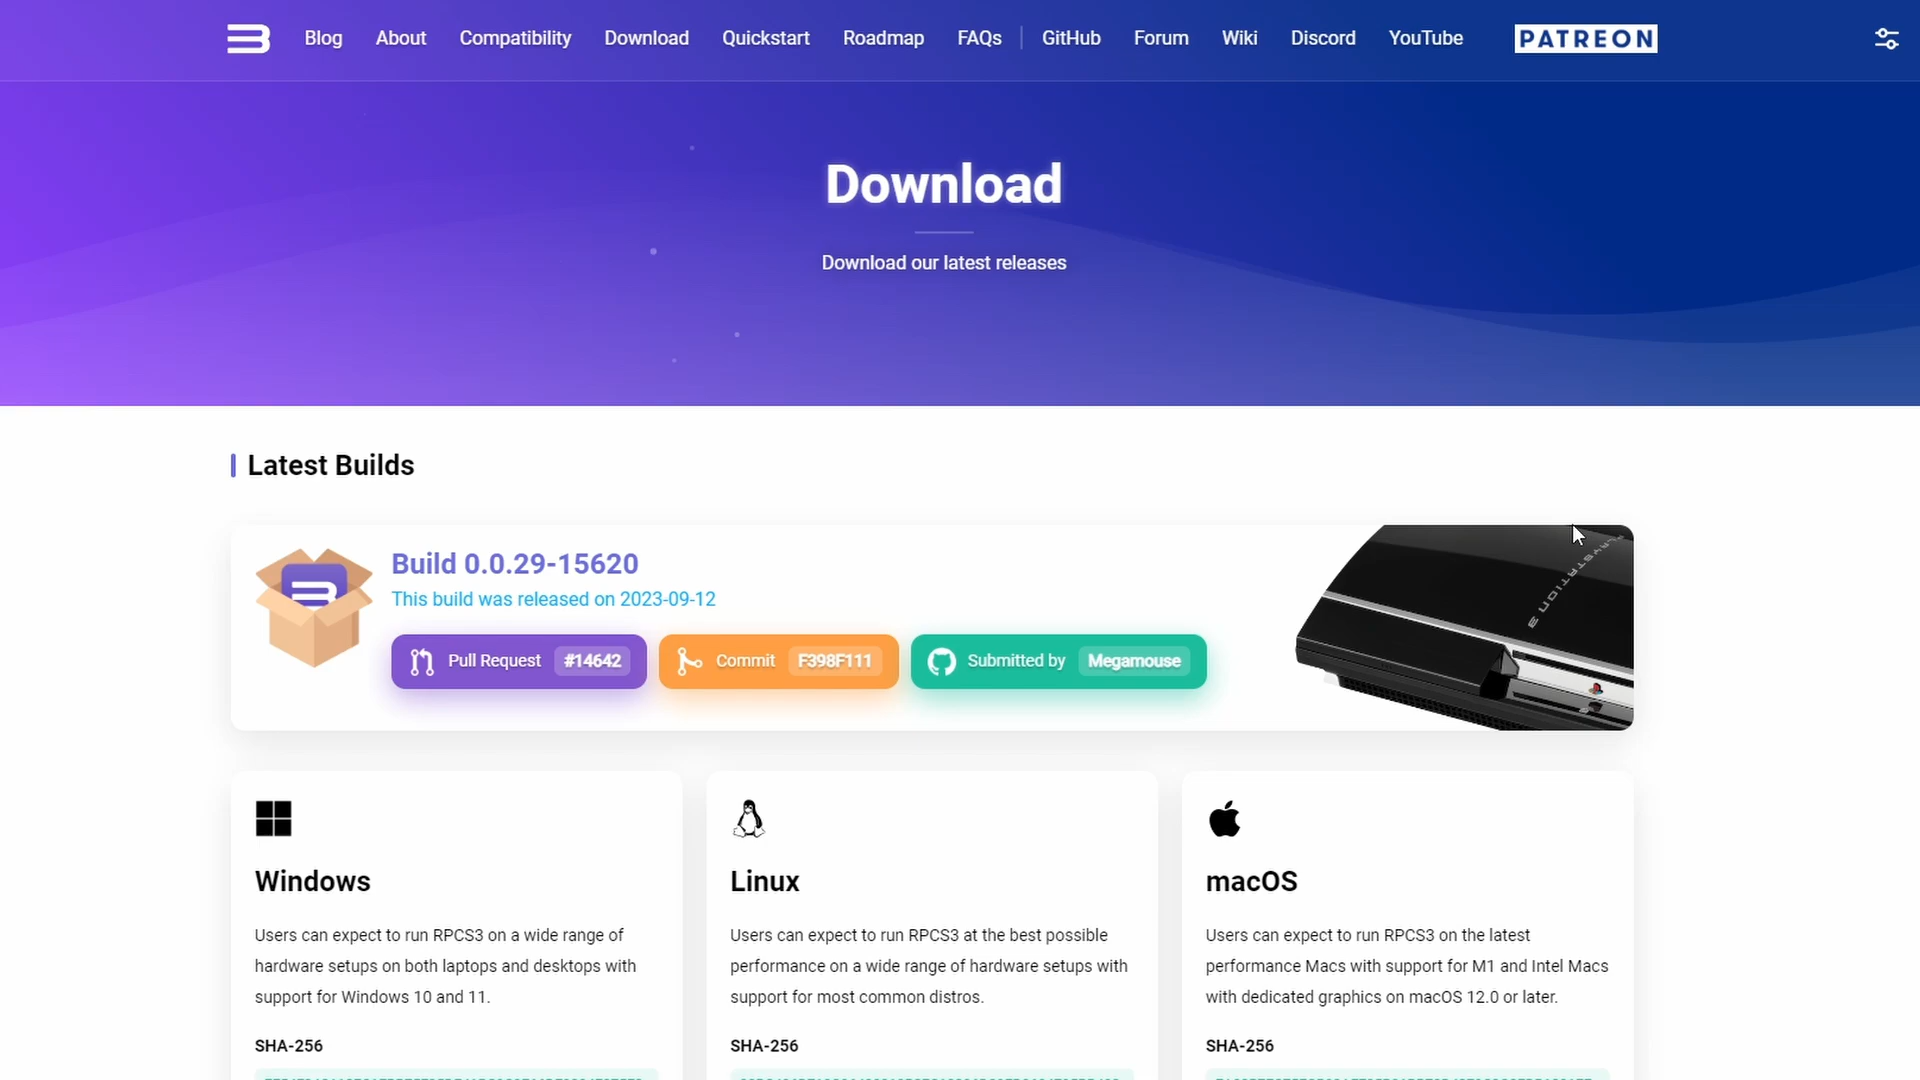 Blog
About
Compatibility
Download
Quickstart
Roadmap
FAQs
GitHub
Forum
Wiki
Discord
YouTube
PATREON
Download
Download our latest releases
Latest Builds
Build 0.0.29-15620
This build was released on 2023-09-12
Pull Request #14642
Commit F398F111
Submitted by Megamouse
PLAYSTATION 3
Windows
Users can expect to run RPCS3 on a wide range of
hardware setups on both laptops and desktops with
support for Windows 10 and 11.
SHA-256
Linux
Users can expect to run RPCS3 at the best possible
performance on a wide range of hardware setups with
support for most common distros.
SHA-256
macOS
Users can expect to run RPCS3 on the latest
performance Macs with support for M1 and Intel Macs
with dedicated graphics on macOS 12.0 or later.
SHA-256